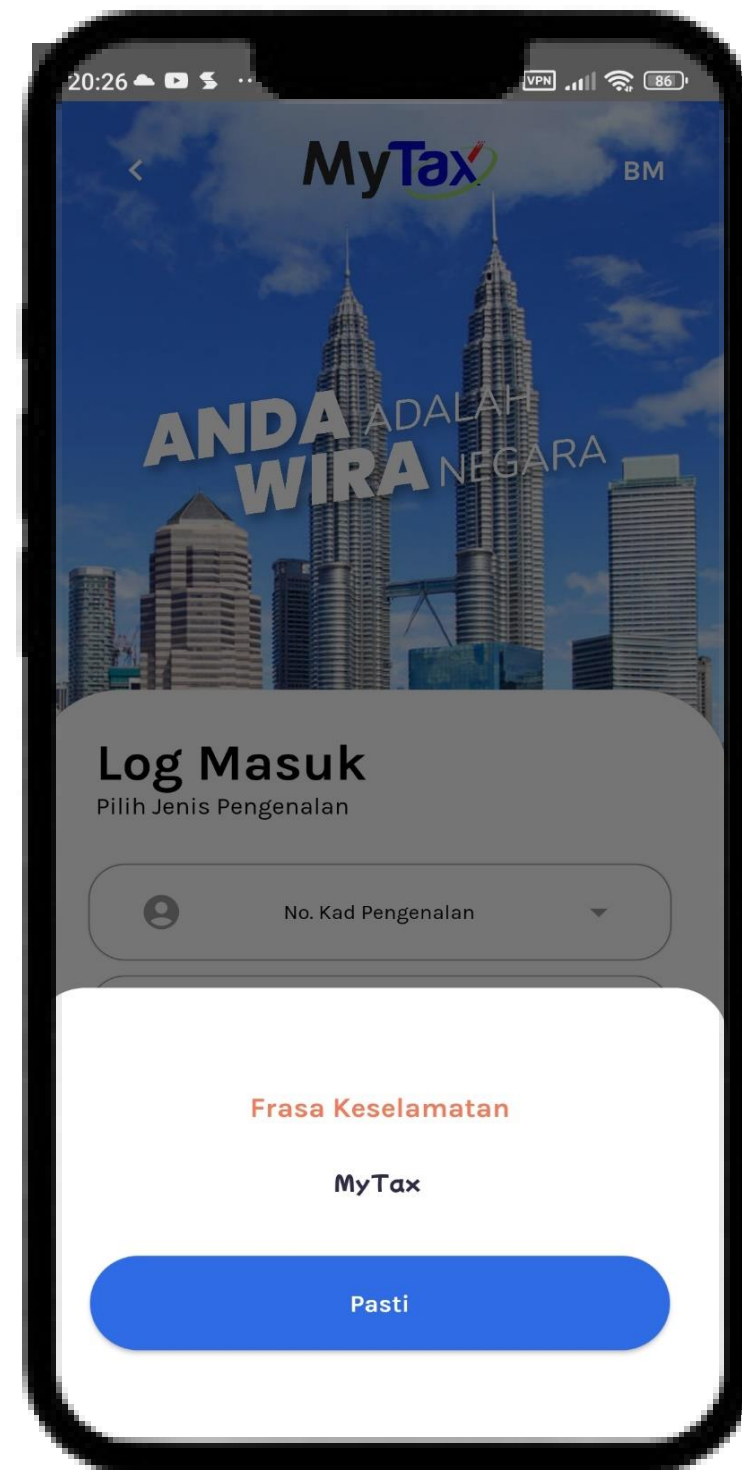 20:26
VPN
86
MyTax
BM
ANDA ADALAH
WIRA NEGARA
Log Masuk
Pilih Jenis Pengenalan
No. Kad Pengenalan
Frasa Keselamatan
MyTax
Pasti